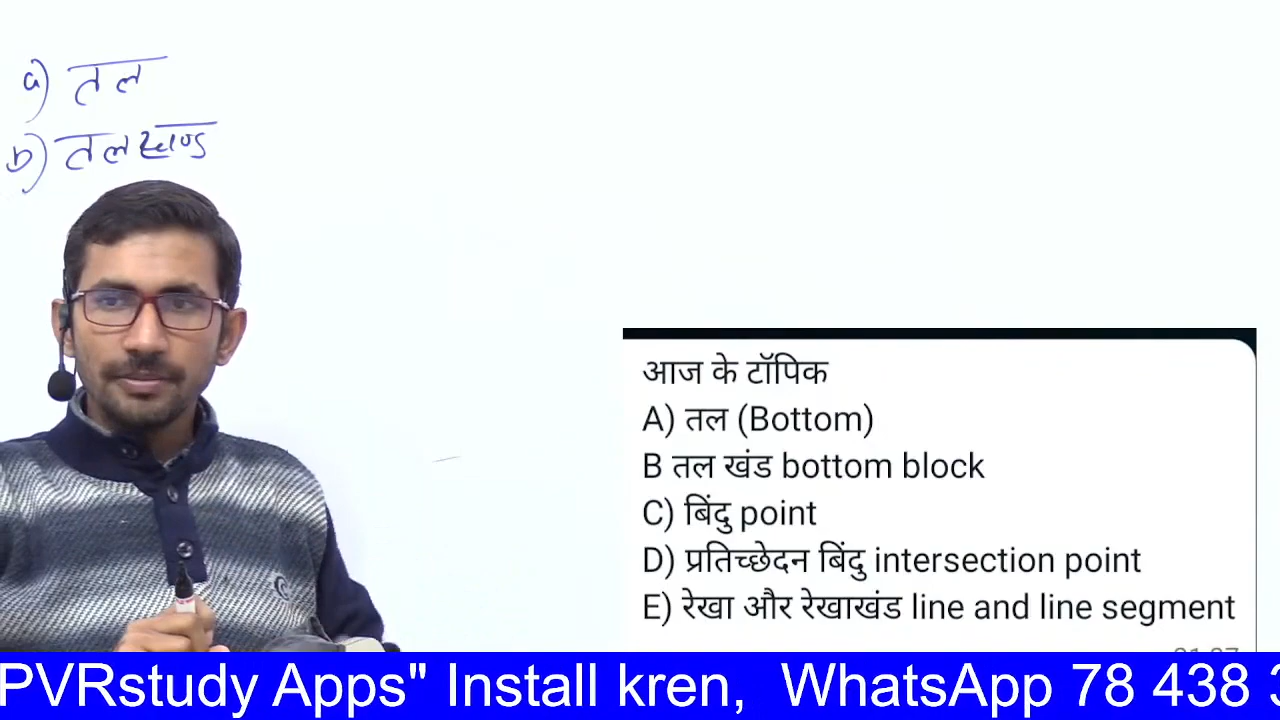 a) तल
b) तलखण्ड
आज के टॉपिक
A) तल (Bottom)
B तल खंड bottom block
C) बिंदु point
D) प्रतिच्छेदन बिंदु intersection point
E) रेखा और रेखाखंड line and line segment
PVRstudy Apps" Install kren, WhatsApp 78 438